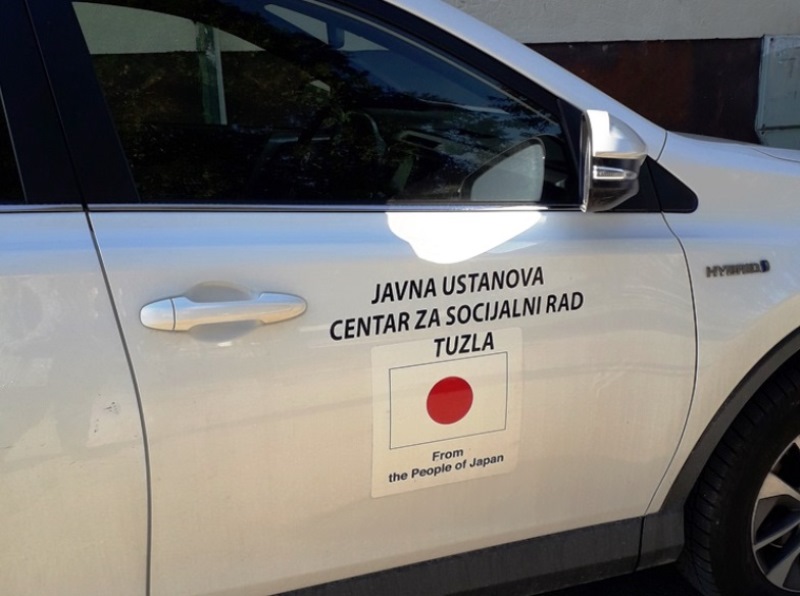 JAVNA USTANOVA
CENTAR ZA SOCIJALNI RAD
TUZLA
From
the People of Japan
HYBRID